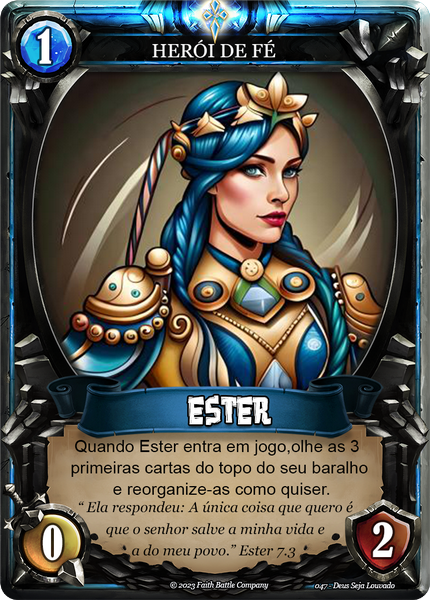 1
HERÓI DE FÉ
ESTER
Quando Ester entra em jogo,olhe as 3
primeiras cartas do topo do seu baralho
e reorganize-as como quiser.
“ Ela respondeu: A única coisa que quero é
que o senhor salve a minha vida e
a do meu povo.” Ester 7.3
0
2
© 2023 Faith Battle Company
047 - Deus Seja Louvado